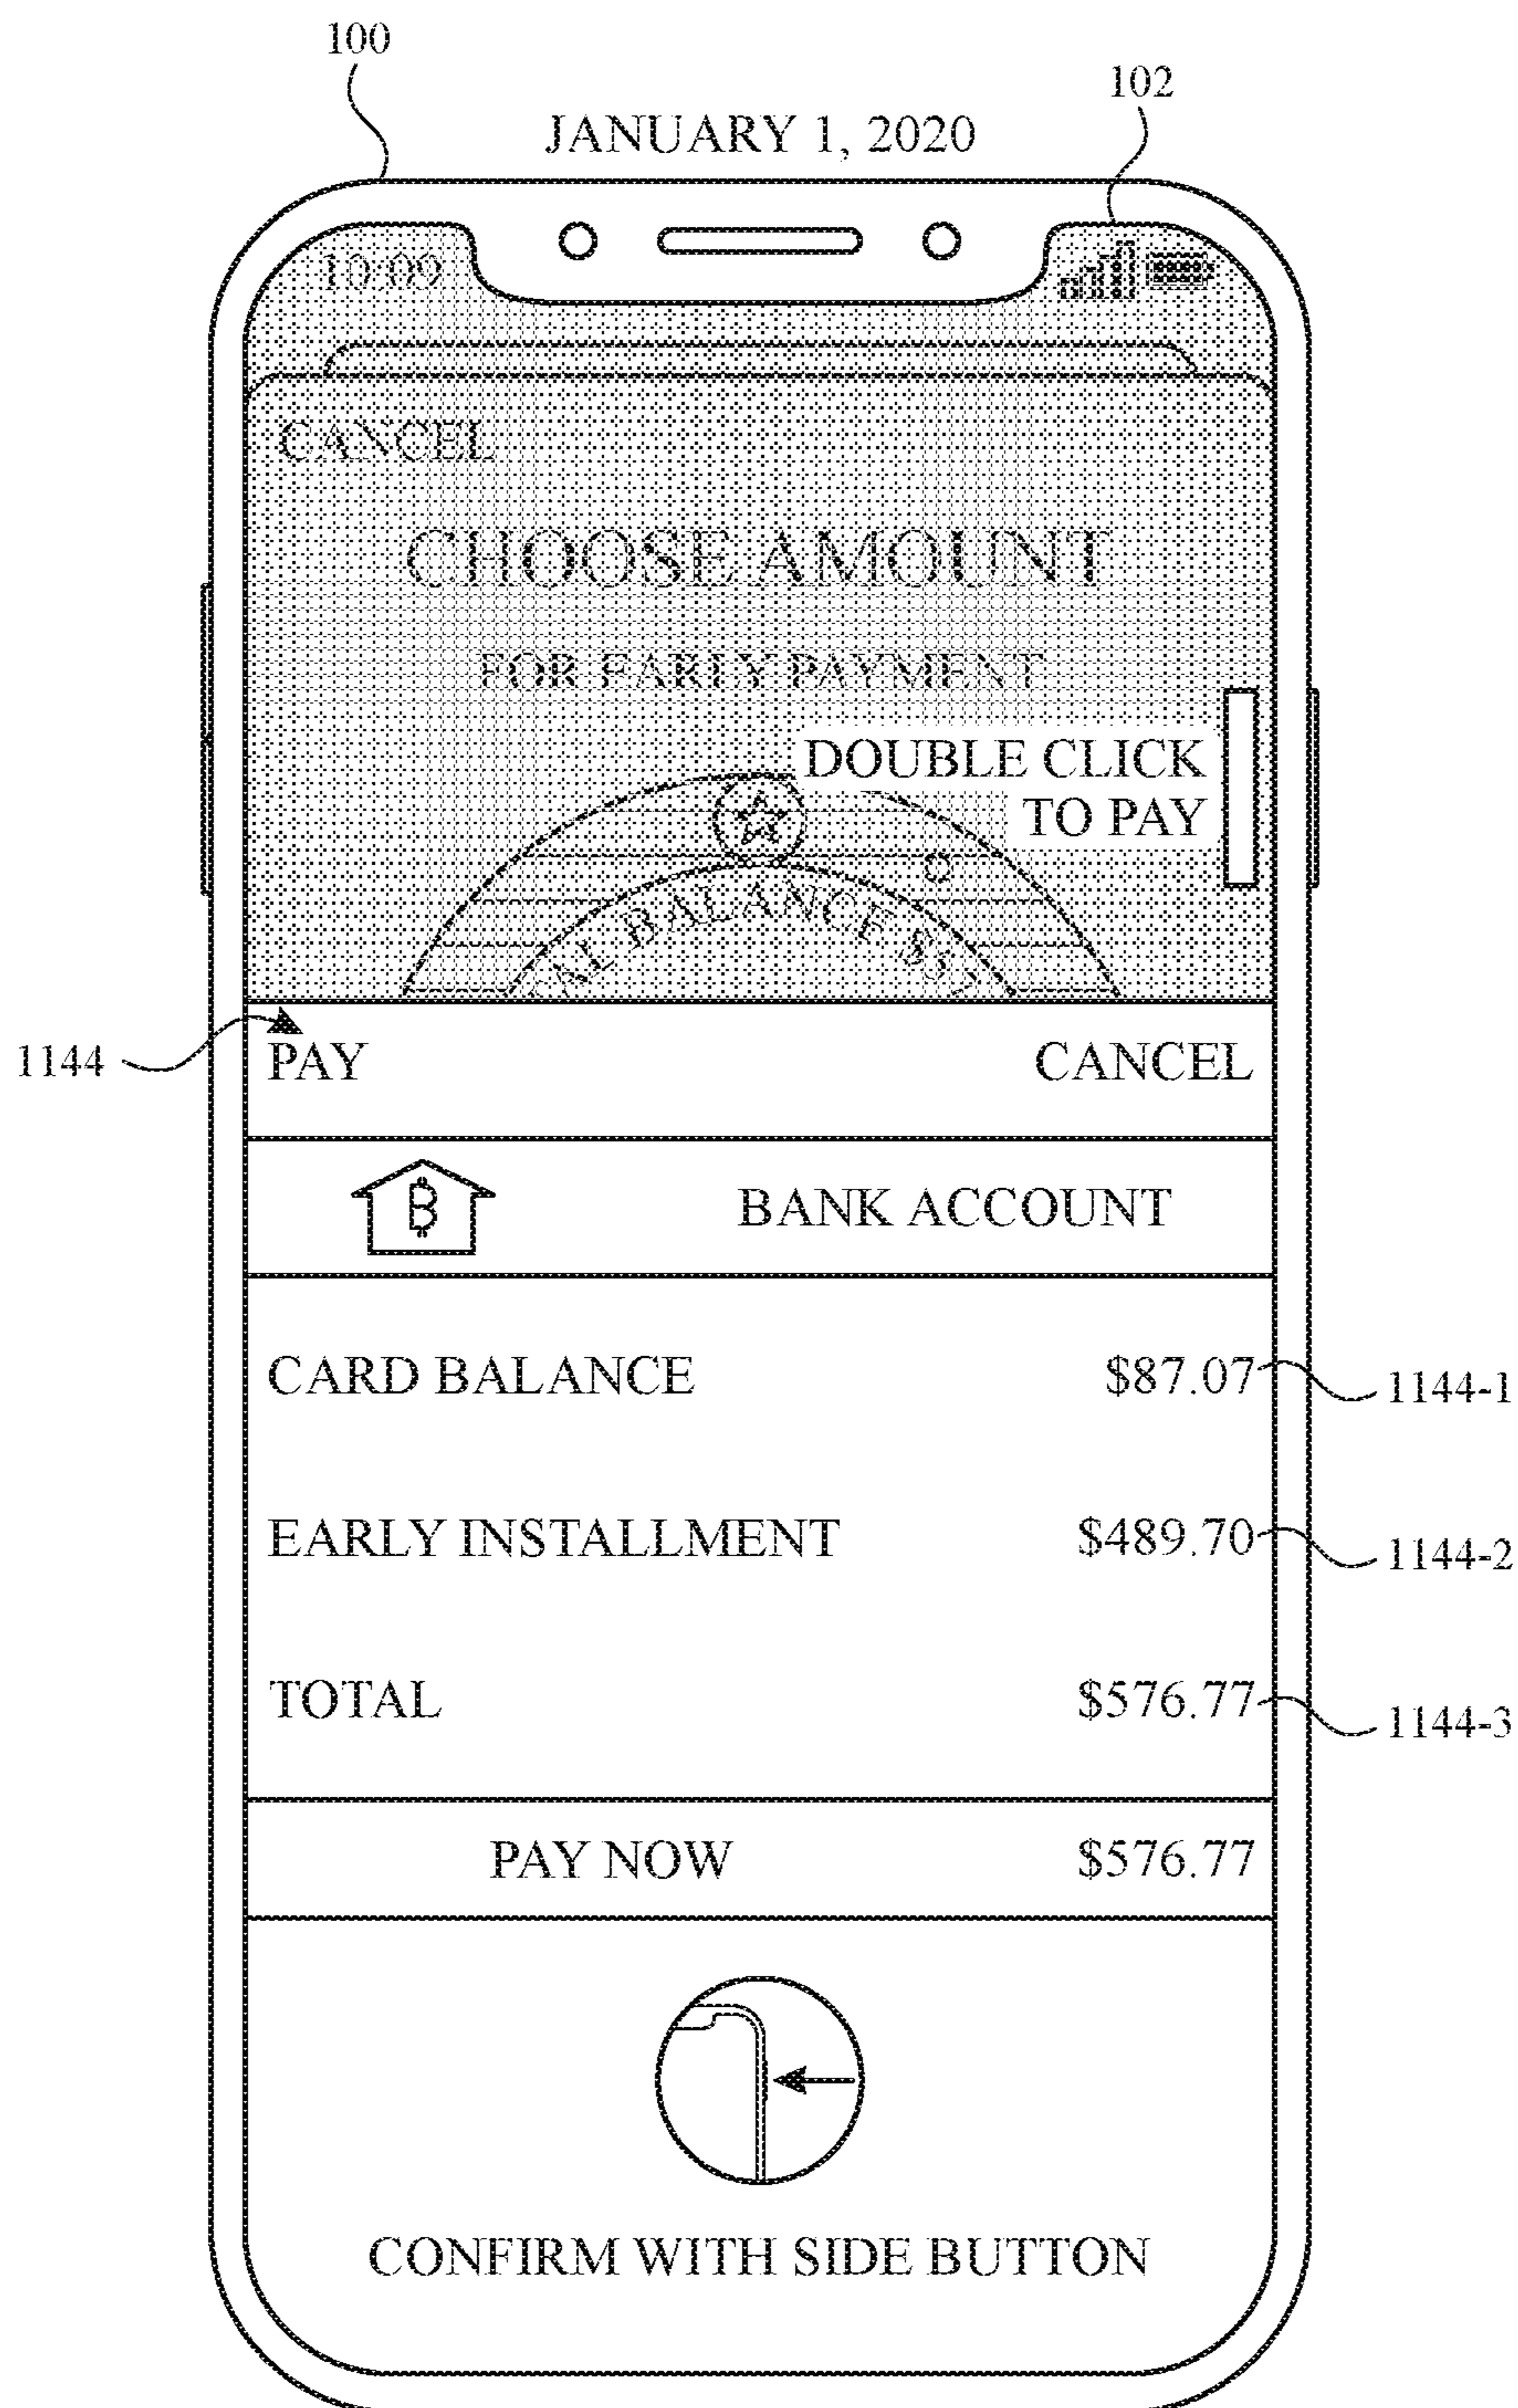 100
102
JANUARY 1, 2020
10:09
CANCEL
CHOOSE AMOUNT
FOR EARLY PAYMENT
DOUBLE CLICK
TO PAY
BALANCE
1144
PAY CANCEL
BANK ACCOUNT
CARD BALANCE $87.07 1144-1
EARLY INSTALLMENT $489.70 1144-2
TOTAL $576.77 1144-3
PAY NOW $576.77
CONFIRM WITH SIDE BUTTON